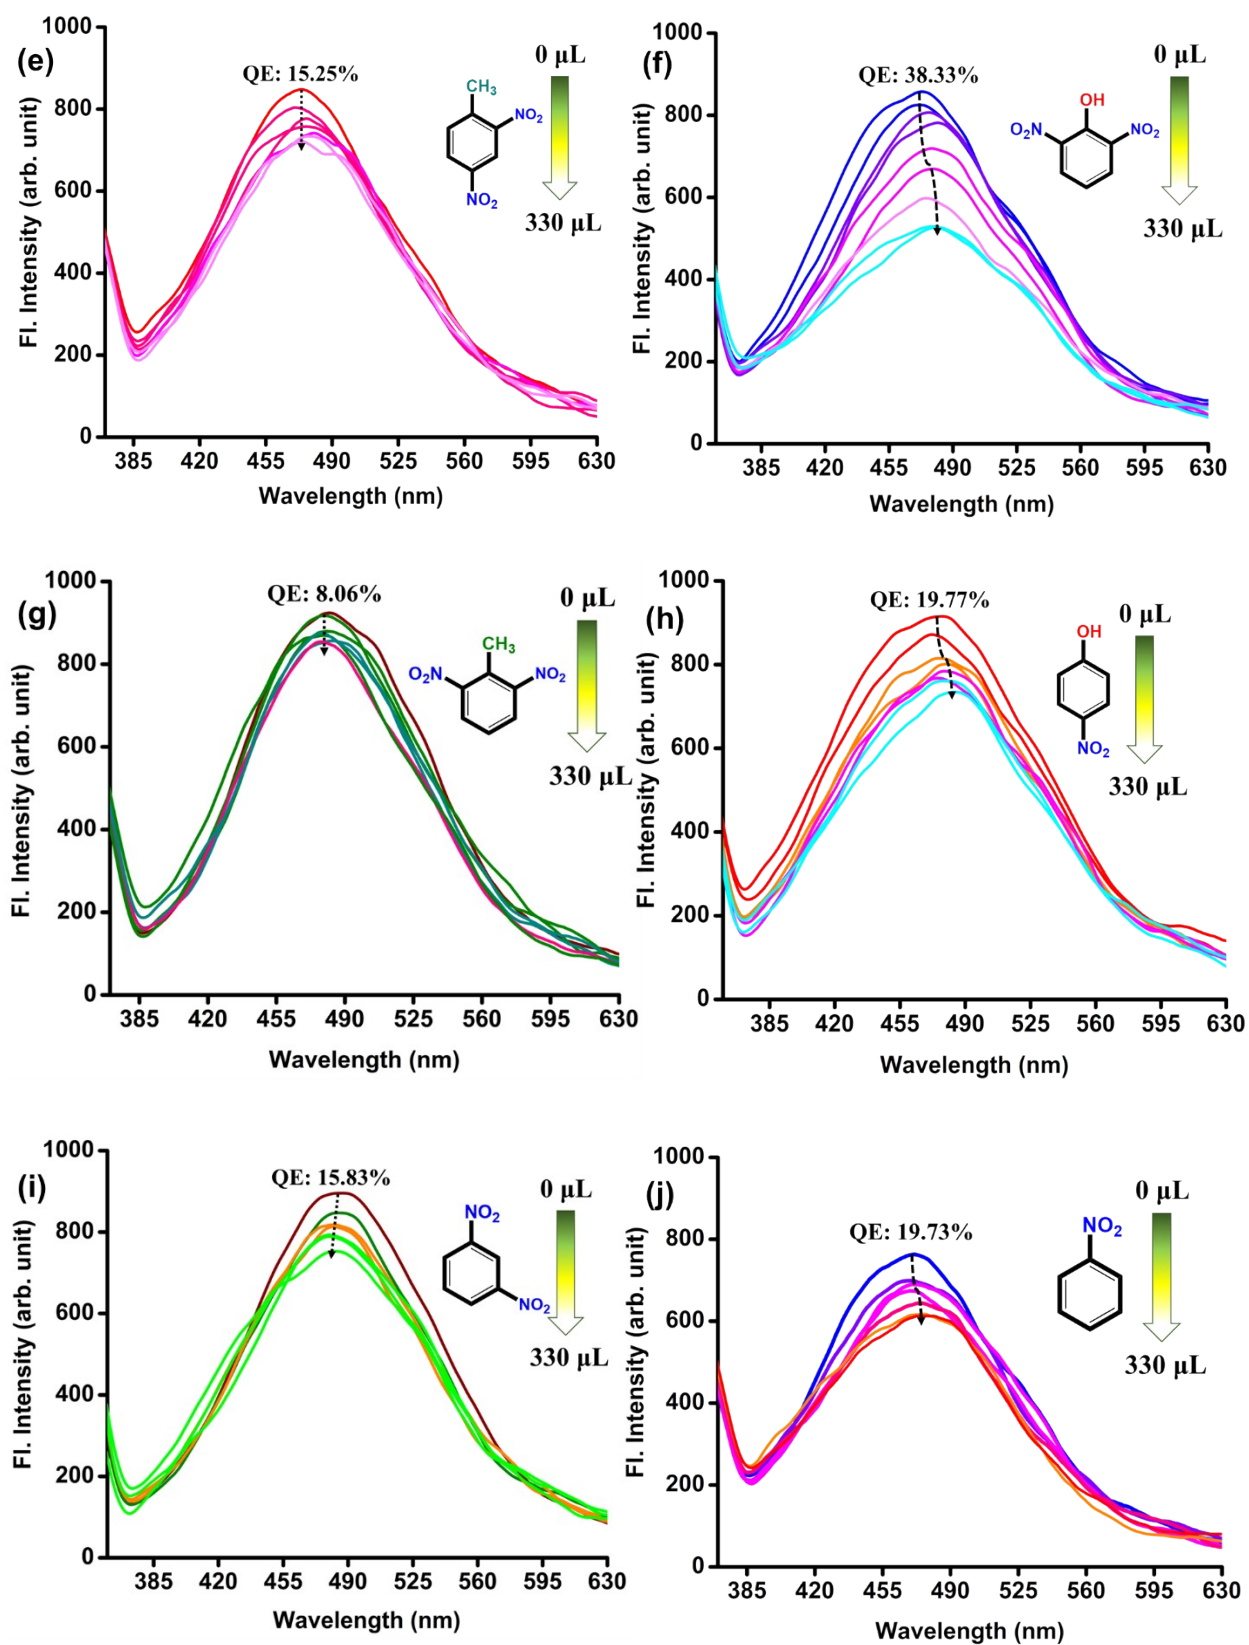 (e)
QE: 15.25%
CH3
NO2
NO2
0 μL
330 μL
Fl. Intensity (arb. unit)
1000
800
600
400
200
0
385 420 455 490 525 560 595 630
Wavelength (nm)
(f)
QE: 38.33%
OH
O2N
NO2
0 μL
330 μL
Fl. Intensity (arb. unit)
1000
800
600
400
200
0
385 420 455 490 525 560 595 630
Wavelength (nm)
(g)
QE: 8.06%
CH3
O2N
NO2
0 μL
330 μL
Fl. Intensity (arb. unit)
1000
800
600
400
200
0
385 420 455 490 525 560 595 630
Wavelength (nm)
(h)
QE: 19.77%
OH
NO2
0 μL
330 μL
Fl. Intensity (arb. unit)
1000
800
600
400
200
0
385 420 455 490 525 560 595 630
Wavelength (nm)
(i)
QE: 15.83%
NO2
NO2
0 μL
330 μL
Fl. Intensity (arb. unit)
1000
800
600
400
200
0
385 420 455 490 525 560 595 630
Wavelength (nm)
(j)
QE: 19.73%
NO2
0 μL
330 μL
Fl. Intensity (arb. unit)
1000
800
600
400
200
0
385 420 455 490 525 560 595 630
Wavelength (nm)